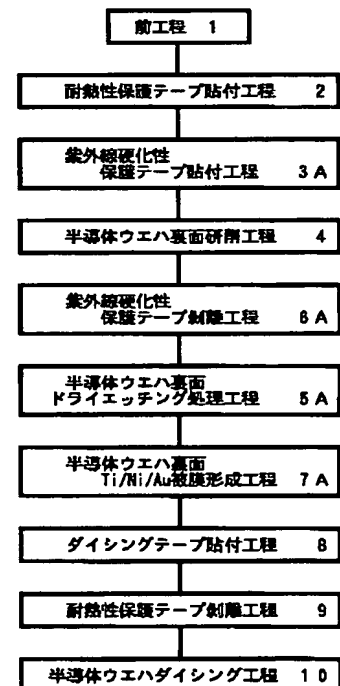 前工程 1
耐熱性保護テープ貼付工程 2
紫外線硬化性
保護テープ貼付工程 3A
半導体ウエハ裏面研削工程 4
紫外線硬化性
保護テープ剝離工程 6A
半導体ウエハ裏面
ドライエッチング処理工程 5A
半導体ウエハ裏面
Ti/Ni/Au被膜形成工程 7A
ダイシングテープ貼付工程 8
耐熱性保護テープ剝離工程 9
半導体ウエハダイシング工程 10